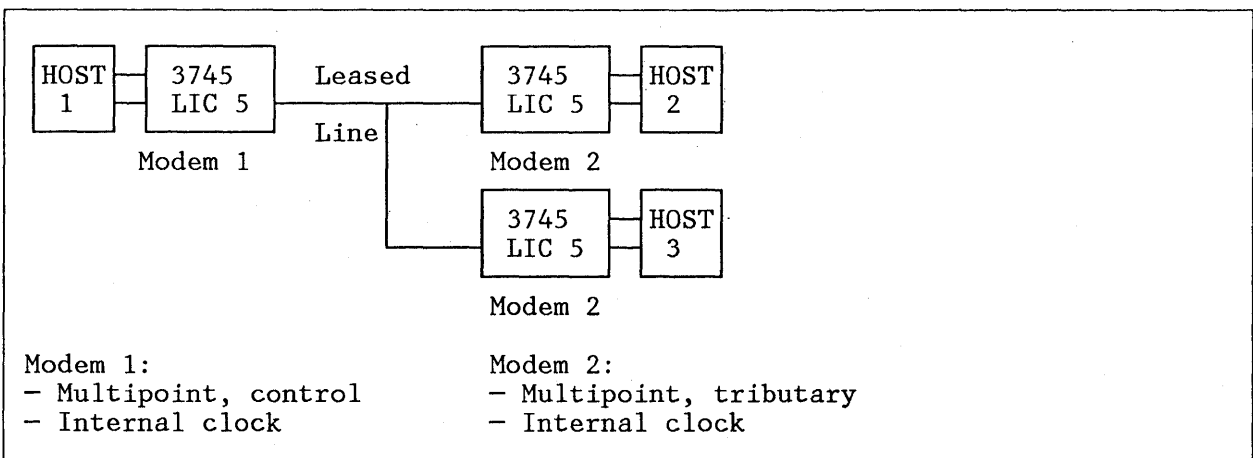 HOST 1
3745 LIC 5
Leased Line
3745 LIC 5
HOST 2
Modem 1
Modem 2
3745 LIC 5
HOST 3
Modem 2
Modem 1:
— Multipoint, control
— Internal clock
Modem 2:
— Multipoint, tributary
— Internal clock